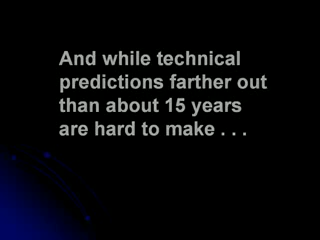 And while technical
predictions farther out
than about 15 years
are hard to make . . .